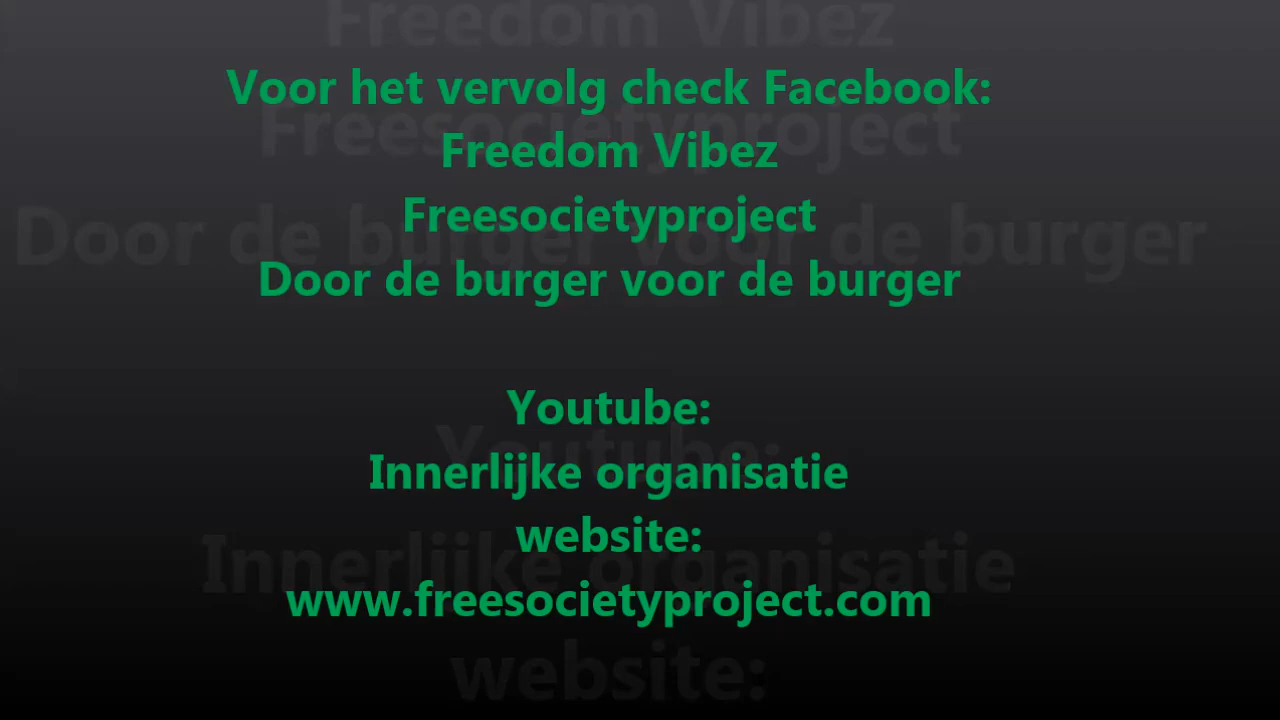 Voor het vervolg check Facebook:
Freedom Vibez
Freesocietyproject
Door de burger voor de burger
Youtube:
Innerlijke organisatie
website:
www.freesocietyproject.com